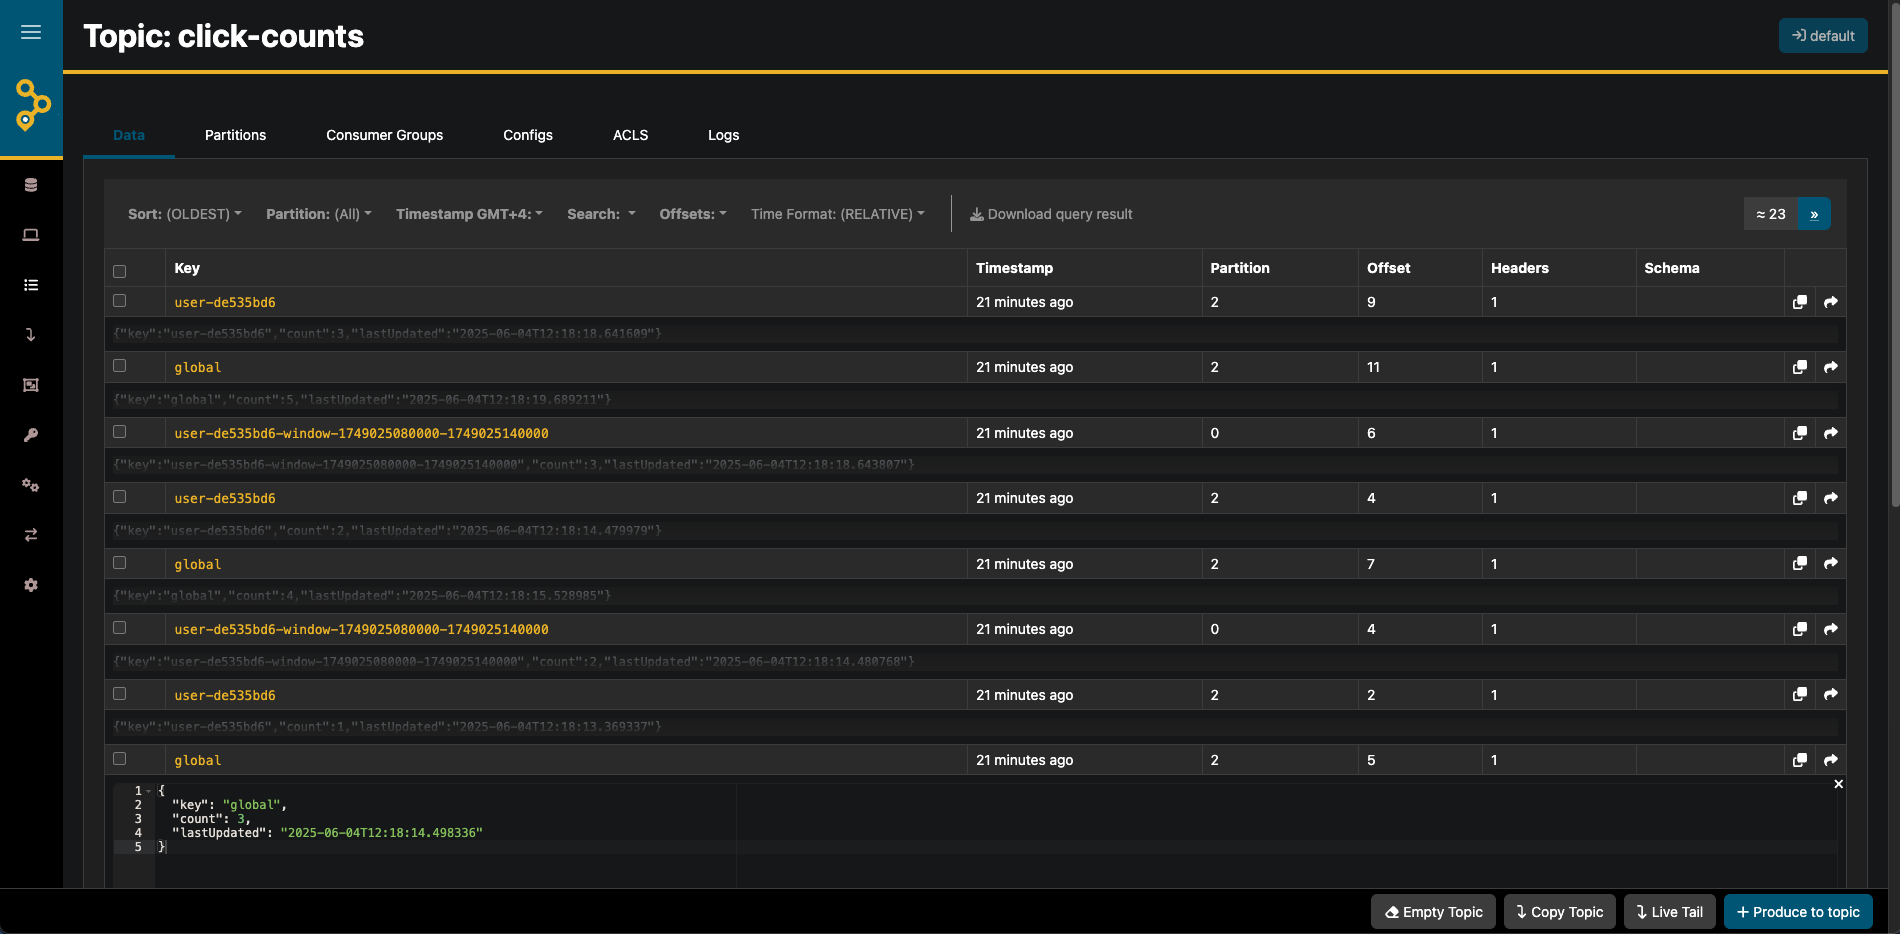 Topic: click-counts
default
Data Partitions Consumer Groups Configs ACLS Logs
Sort: (OLDEST) Partition: (All) Timestamp GMT+4: Search: Offsets: Time Format: (RELATIVE) Download query result ≈ 23 »
Key Timestamp Partition Offset Headers Schema
user-de535bd6 21 minutes ago 2 9 1
{"key":"user-de535bd6","count":3,"lastUpdated":"2025-06-04T12:18:18.641609"}
global 21 minutes ago 2 11 1
{"key":"global","count":5,"lastUpdated":"2025-06-04T12:18:19.689211"}
user-de535bd6-window-1749025080000-1749025140000 21 minutes ago 0 6 1
{"key":"user-de535bd6-window-1749025080000-1749025140000","count":3,"lastUpdated":"2025-06-04T12:18:18.643807"}
user-de535bd6 21 minutes ago 2 4 1
{"key":"user-de535bd6","count":2,"lastUpdated":"2025-06-04T12:18:14.479979"}
global 21 minutes ago 2 7 1
{"key":"global","count":4,"lastUpdated":"2025-06-04T12:18:15.528985"}
user-de535bd6-window-1749025080000-1749025140000 21 minutes ago 0 4 1
{"key":"user-de535bd6-window-1749025080000-1749025140000","count":2,"lastUpdated":"2025-06-04T12:18:14.480768"}
user-de535bd6 21 minutes ago 2 2 1
{"key":"user-de535bd6","count":1,"lastUpdated":"2025-06-04T12:18:13.369337"}
global 21 minutes ago 2 5 1
1 {
2 "key": "global",
3 "count": 3,
4 "lastUpdated": "2025-06-04T12:18:14.498336"
5 }
Empty Topic Copy Topic Live Tail + Produce to topic